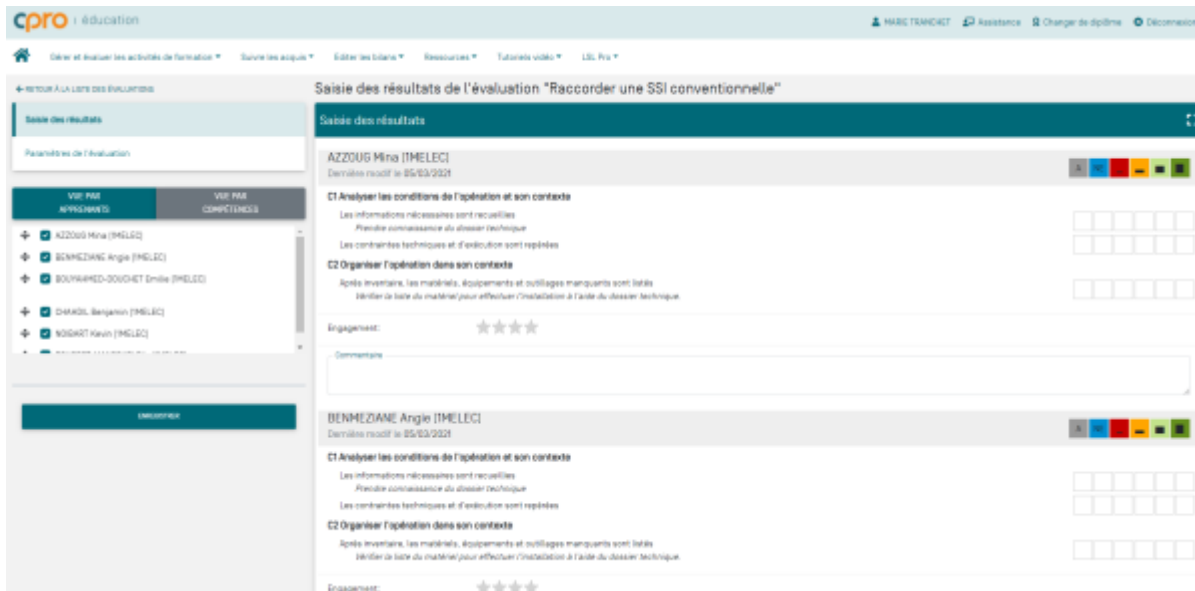 cpro | éducation
MARIE TRANCHET Assistance Changer de diplôme Déconnexion
Gérer et évaluer les activités de formation Suivre les acquis Editer les bilans Ressources Tutoriels vidéo LSL Pro
RETOUR À LA LISTE DES ÉVALUATIONS
Saisie des résultats de l'évaluation "Raccorder une SSI conventionnelle"
Saisie des résultats
Paramètres de l'évaluation
VUE PAR APPRENANTS
VUE PAR COMPÉTENCES
AZZOUG Mina (1MELEC)
BENMEZIANE Angie (1MELEC)
BOUYAHMED-DOUCHET Emilie (1MELEC)
Benjamin (1MELEC)
Kevin (1MELEC)
ENREGISTRER
Saisie des résultats
AZZOUG Mina (1MELEC)
Dernière modif le 05/03/2021
C1 Analyser les conditions de l'opération et son contexte
Les informations nécessaires sont recueillies
Prendre connaissance du dossier technique
Les contraintes techniques et d'exécution sont repérées
C2 Organiser l'opération dans son contexte
Après inventaire, les matériels, équipements et outillages manquants sont listés
Vérifier la liste du matériel pour effectuer l'installation à l'aide du dossier technique.
Engagement:
Commentaire
BENMEZIANE Angie (1MELEC)
Dernière modif le 05/03/2021
C1 Analyser les conditions de l'opération et son contexte
Les informations nécessaires sont recueillies
Prendre connaissance du dossier technique
Les contraintes techniques et d'exécution sont repérées
C2 Organiser l'opération dans son contexte
Après inventaire, les matériels, équipements et outillages manquants sont listés
Vérifier la liste du matériel pour effectuer l'installation à l'aide du dossier technique.
Engagement: